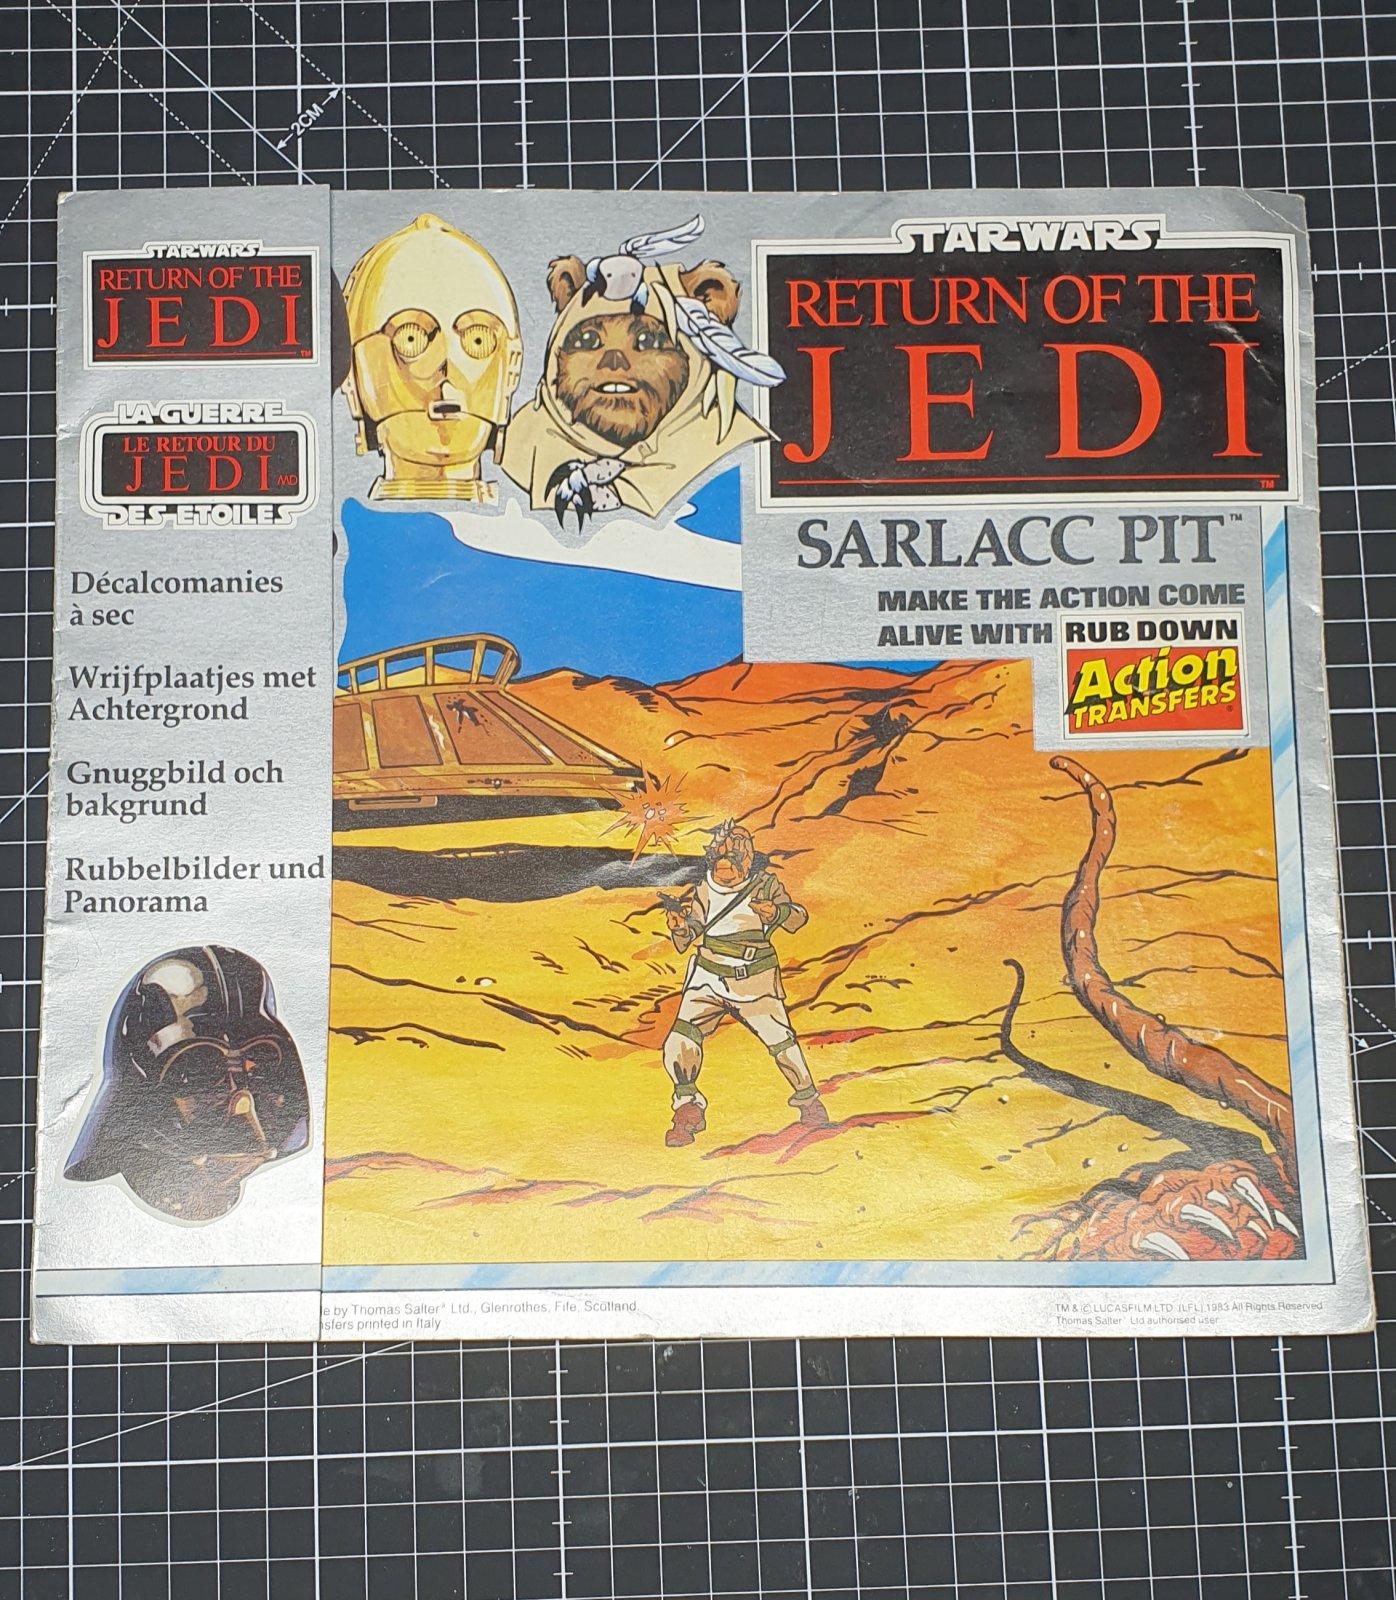 2CM
STAR WARS
RETURN OF THE
JEDI
TM
LA GUERRE
LE RETOUR DU
JEDI MD
DES ETOILES
Décalcomanies
à sec
Wrijfplaatjes met
Achtergrond
Gnuggbild och
bakgrund
Rubbelbilder und
Panorama
STAR WARS
RETURN OF THE
JEDI
TM
SARLACC PIT™
MAKE THE ACTION COME
ALIVE WITH RUB DOWN
Action
TRANSFERS®
e by Thomas Salter® Ltd., Glenrothes, Fife, Scotland
nsfers printed in Italy
TM & © LUCASFILM LTD. (LFL) 1983 All Rights Reserved
Thomas Salter® Ltd authorised user